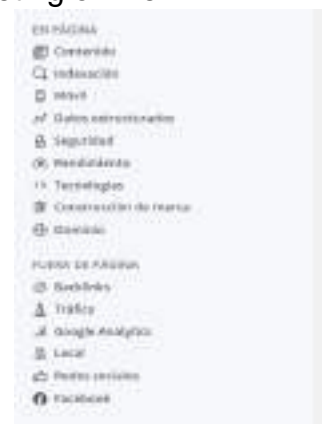 EN PÁGINA
Contenido
Indexación
Móvil
Datos estructurados
Seguridad
Rendimiento
Tecnologías
Construcción de marca
Dominio
FUERA DE PÁGINA
Backlinks
Tráfico
Google Analytics
Local
Redes sociales
Facebook